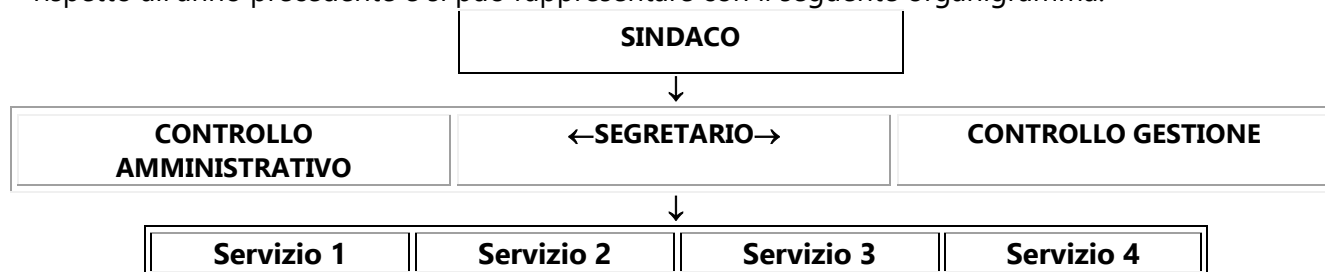 rispetto all'anno precedente e si può rappresentare con il seguente organigramma:
SINDACO
↓
CONTROLLO AMMINISTRATIVO
←SEGRETARIO→
CONTROLLO GESTIONE
↓
Servizio 1 Servizio 2 Servizio 3 Servizio 4